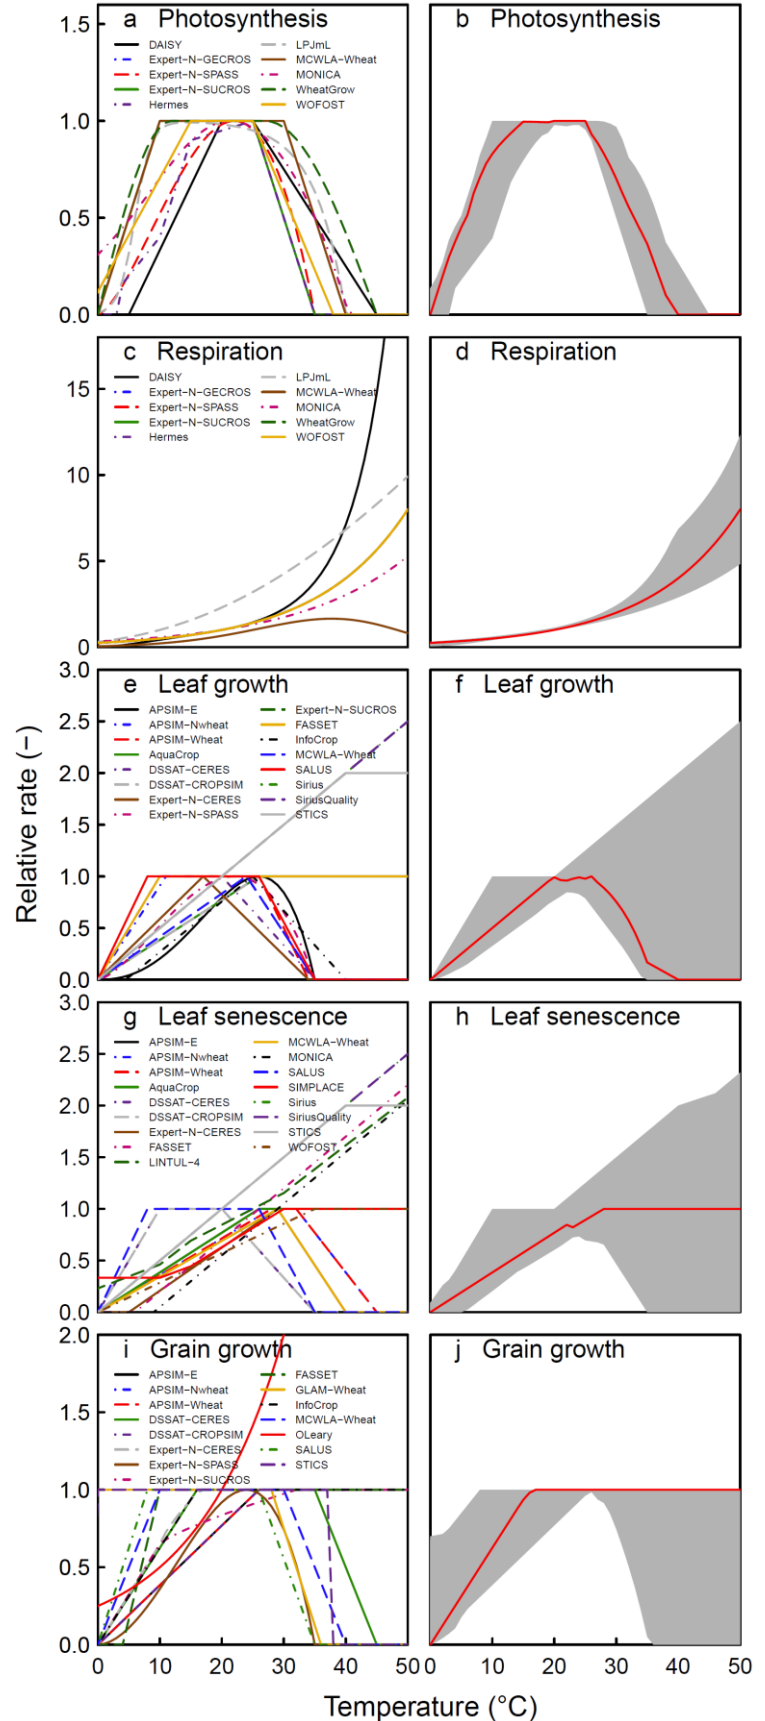 a Photosynthesis
DAISY
Expert−N−GECROS
Expert−N−SPASS
Expert−N−SUCROS
Hermes
LPJmL
MCWLA−Wheat
MONICA
WheatGrow
WOFOST
1.5
1.0
0.5
0.0
b Photosynthesis
c Respiration
DAISY
Expert−N−GECROS
Expert−N−SPASS
Expert−N−SUCROS
Hermes
LPJmL
MCWLA−Wheat
MONICA
WheatGrow
WOFOST
15
10
5
0
d Respiration
Relative rate (−)
e Leaf growth
APSIM−E
APSIM−Nwheat
APSIM−Wheat
AquaCrop
DSSAT−CERES
DSSAT−CROPSIM
Expert−N−CERES
Expert−N−SPASS
Expert−N−SUCROS
FASSET
InfoCrop
MCWLA−Wheat
SALUS
Sirius
SiriusQuality
STICS
3.0
2.5
2.0
1.5
1.0
0.5
0.0
f Leaf growth
g Leaf senescence
APSIM−E
APSIM−Nwheat
APSIM−Wheat
AquaCrop
DSSAT−CERES
DSSAT−CROPSIM
Expert−N−CERES
FASSET
LINTUL−4
MCWLA−Wheat
MONICA
SALUS
SIMPLACE
Sirius
SiriusQuality
STICS
WOFOST
3.0
2.5
2.0
1.5
1.0
0.5
0.0
h Leaf senescence
i Grain growth
APSIM−E
APSIM−Nwheat
APSIM−Wheat
DSSAT−CERES
DSSAT−CROPSIM
Expert−N−CERES
Expert−N−SPASS
Expert−N−SUCROS
FASSET
GLAM−Wheat
InfoCrop
MCWLA−Wheat
OLeary
SALUS
STICS
2.0
1.5
1.0
0.5
0.0
j Grain growth
0 10 20 30 40 50 0 10 20 30 40 50
Temperature (°C)